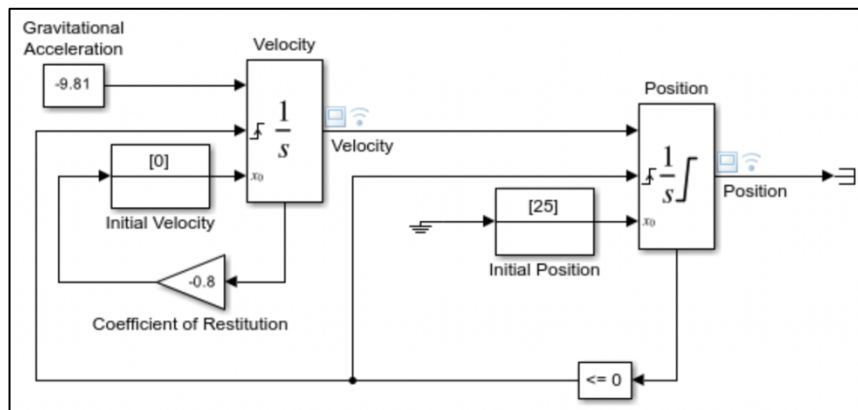 Gravitational
Acceleration
-9.81
Velocity
1
s
x₀
Velocity
[0]
Initial Velocity
-0.8
Coefficient of Restitution
Position
1
s
x₀
Position
[25]
Initial Position
<= 0